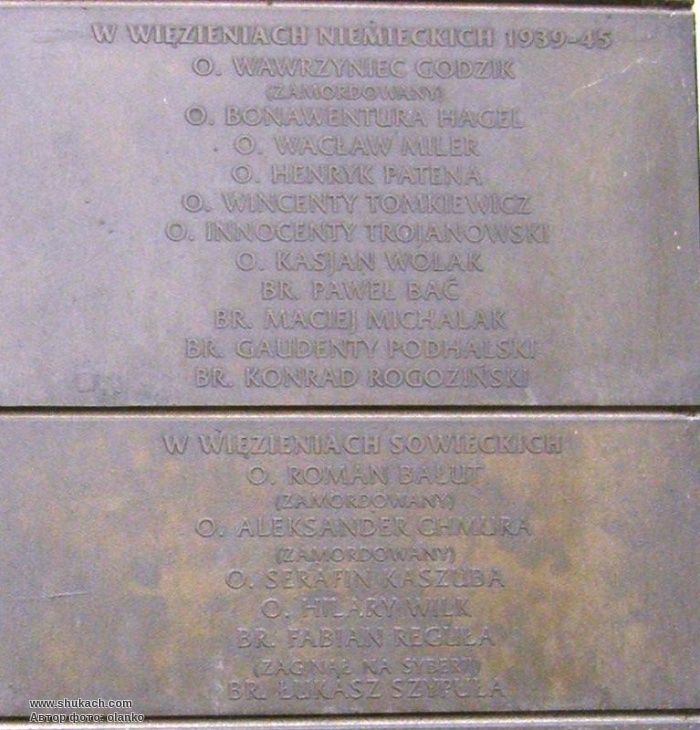 W WIĘZIENIACH NIEMIECKICH 1939-45
O. WAWRZYNIEC GODZIK
(ZAMORDOWANY)
O. BONAWENTURA HAGEL
O. WACŁAW MILER
O. HENRYK PATENA
O. WINCENTY TOMKIEWICZ
O. INNOCENTY TROJANOWSKI
O. KASJAN WOLAK
BR. PAWEŁ BAĆ
BR. MACIEJ MICHALAK
BR. GAUDENTY PODHALSKI
BR. KONRAD ROGOZIŃSKI
W WIĘZIENIACH SOWIECKICH
O. ROMAN BAŁUT
(ZAMORDOWANY)
O. ALEKSANDER CHMURA
(ZAMORDOWANY)
O. SERAFIN KASZUBA
O. HILARY WILK
BR. FABIAN REGUŁA
(ZAGINĄŁ NA SYBERII)
BR. ŁUKASZ SZYPUŁA
www.shukach.com
Автор фото: olanko